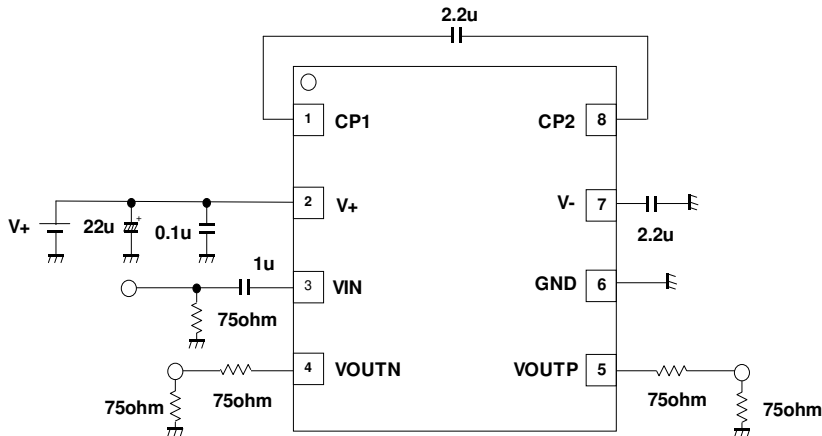 2.2u
1 CP1 CP2 8
V+ 22u + 0.1u 2 V+ V- 7
2.2u
1u
3 VIN GND 6
75ohm
4 VOUTN VOUTP 5
75ohm 75ohm 75ohm 75ohm